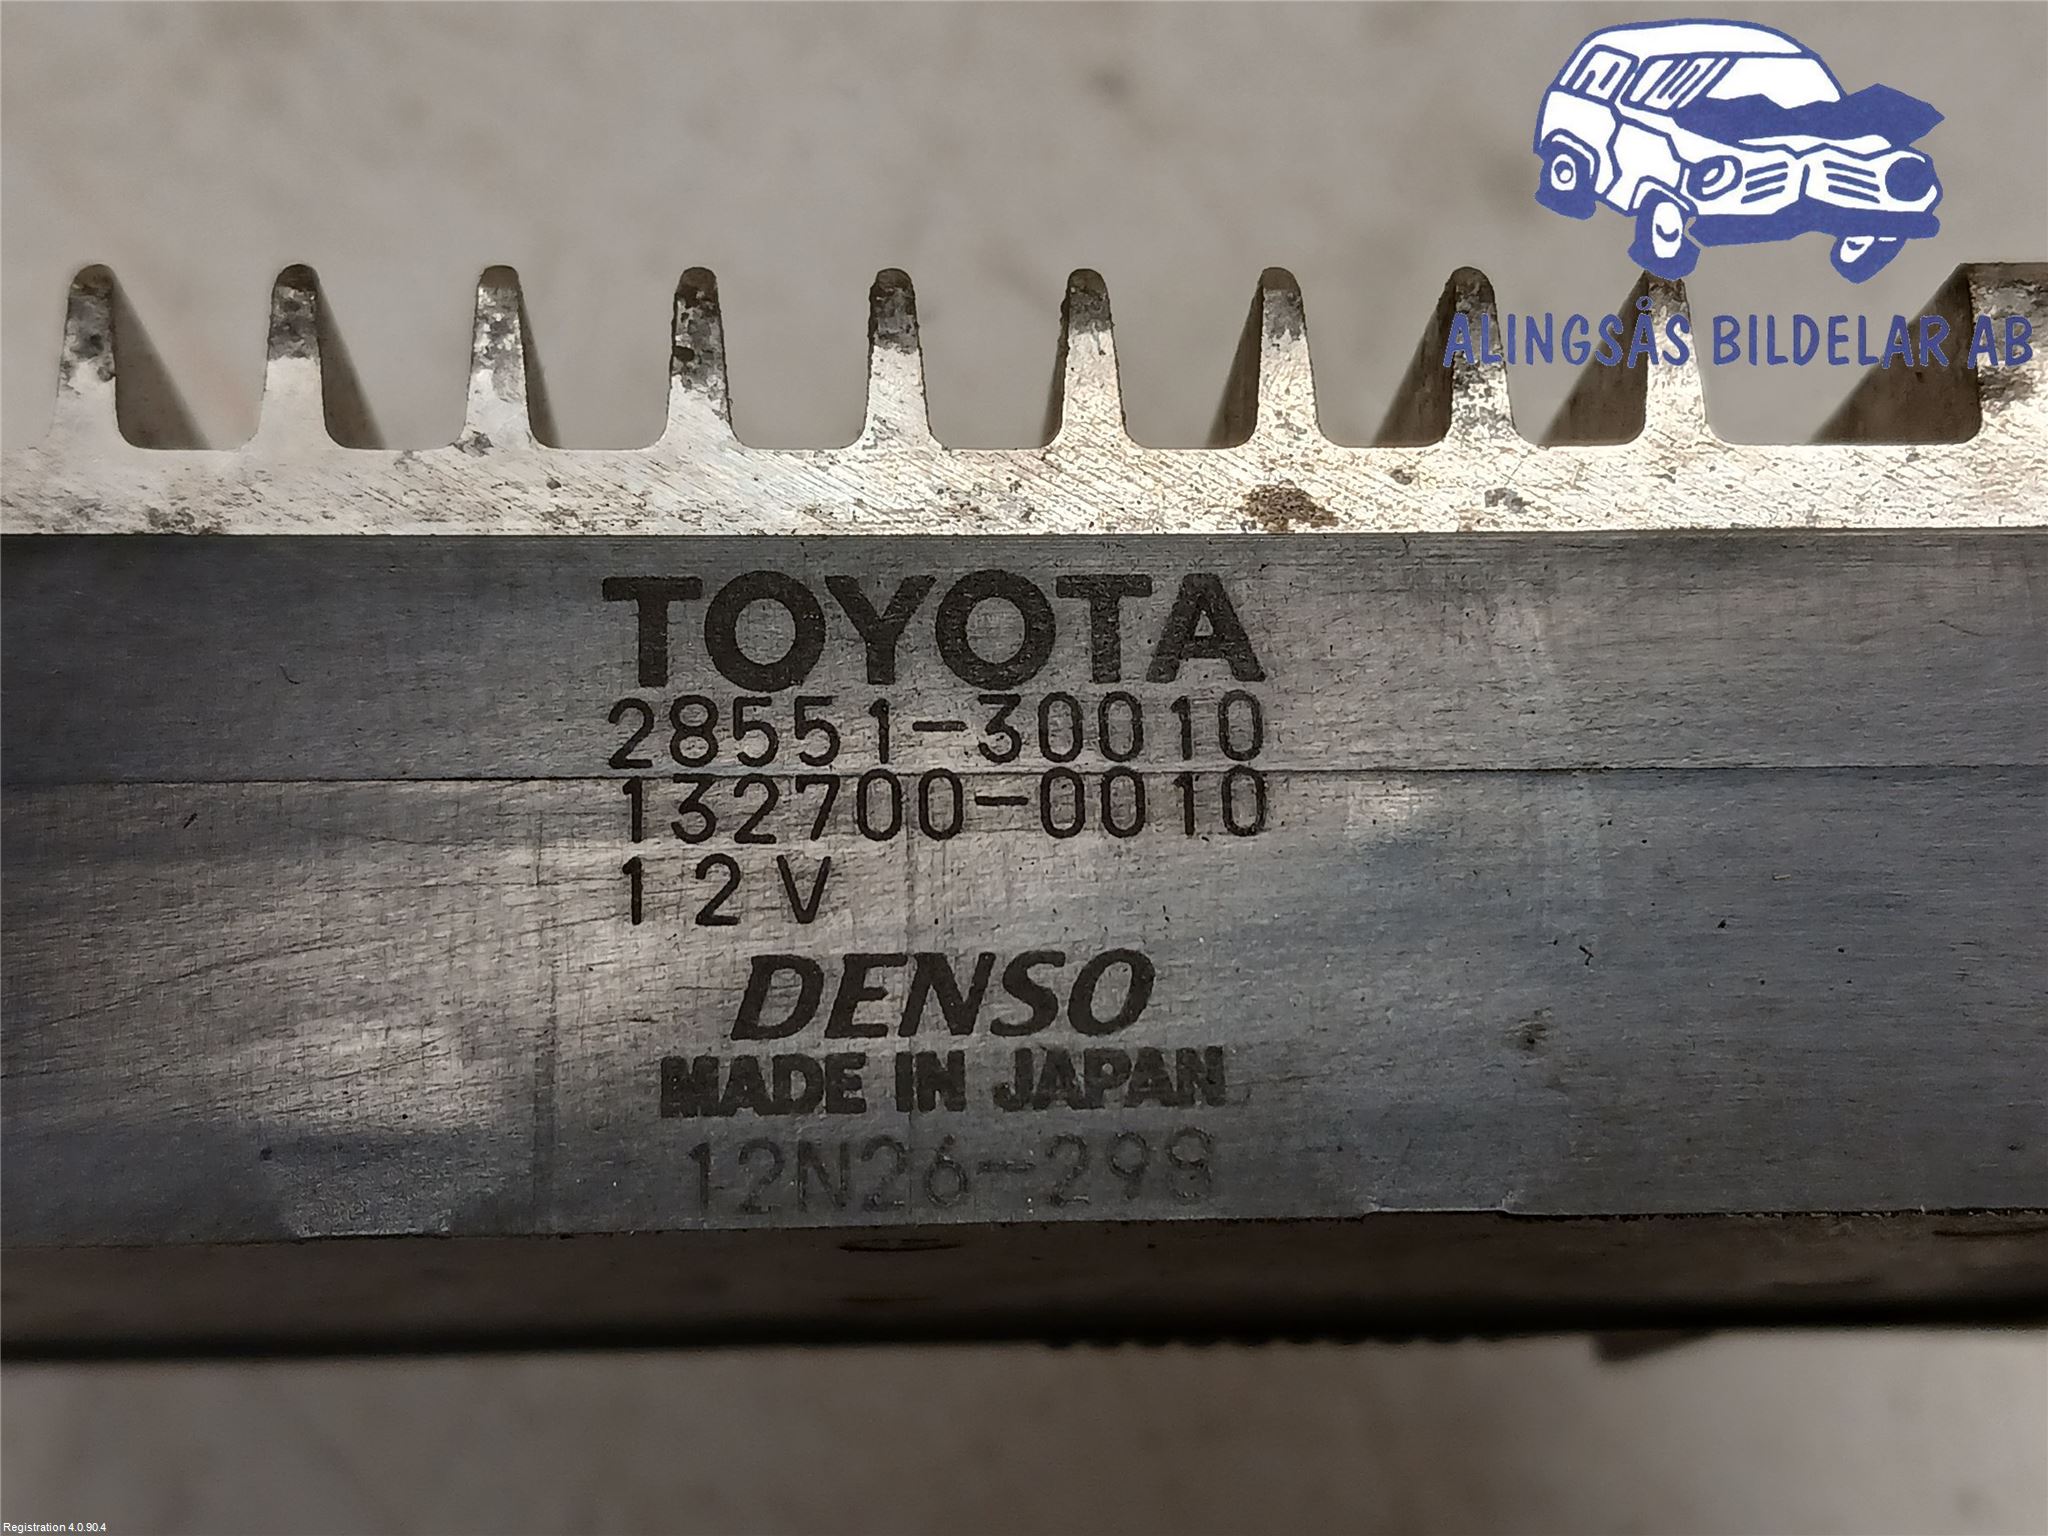 ALINGSÅS BILDELAR AB
TOYOTA
28551-30010
132700-0010
12V
DENSO
MADE IN JAPAN
12N26-298
Registration 4.0.90.4